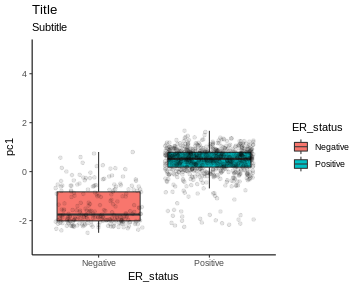 Title
Subtitle
4
2
0
-2
pc1
Negative
Positive
ER_status
ER_status
Negative
Positive